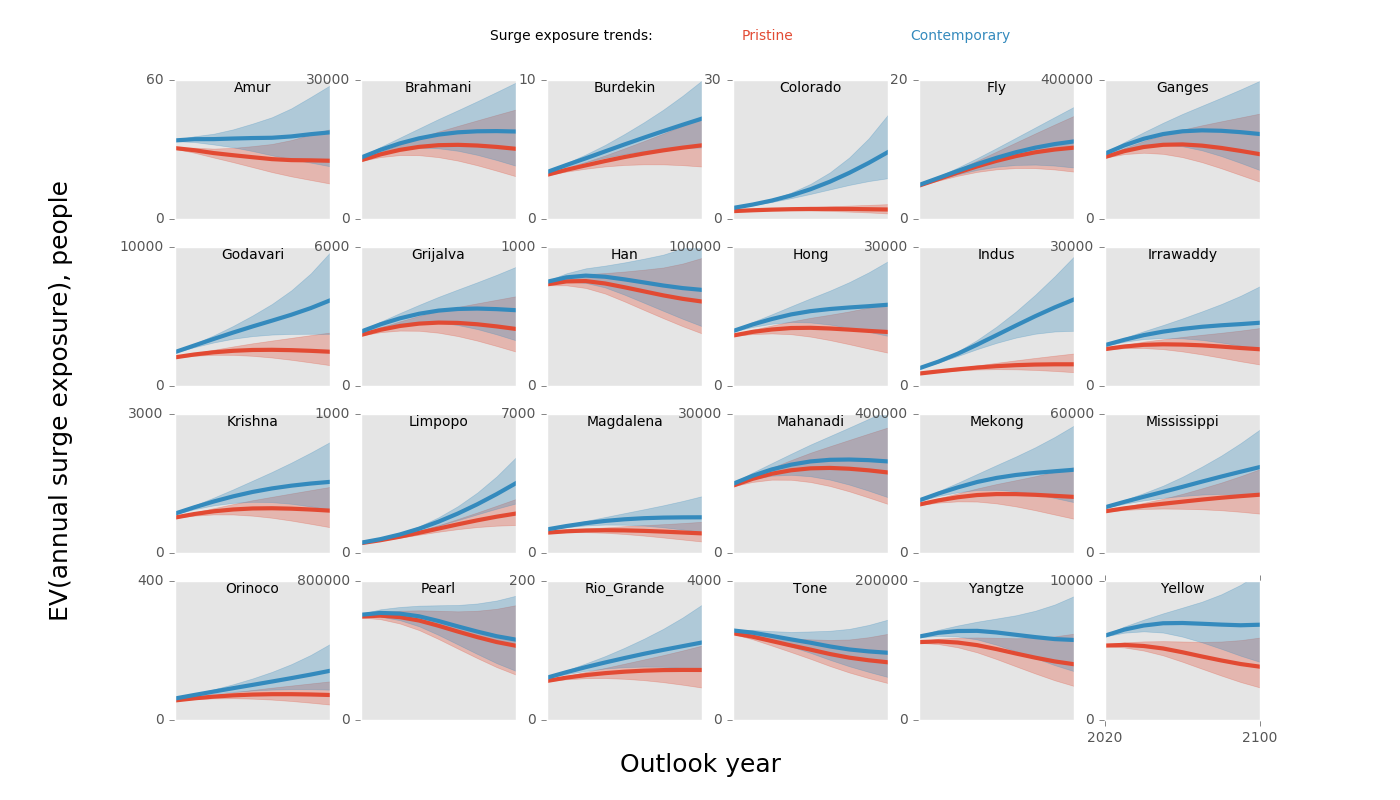 Surge exposure trends: Pristine Contemporary
60 30000 10 30 20 400000
Amur Brahmani Burdekin Colorado Fly Ganges
0 0 0 0 0 0
10000 6000 1000 100000 30000 30000
Godavari Grijalva Han Hong Indus Irrawaddy
0 0 0 0 0 0
3000 1000 7000 30000 400000 60000
Krishna Limpopo Magdalena Mahanadi Mekong Mississippi
0 0 0 0 0 0
400 800000 200 4000 200000 10000
Orinoco Pearl Rio_Grande Tone Yangtze Yellow
0 0 0 0 0 0
2020 2100
EV(annual surge exposure), people
Outlook year